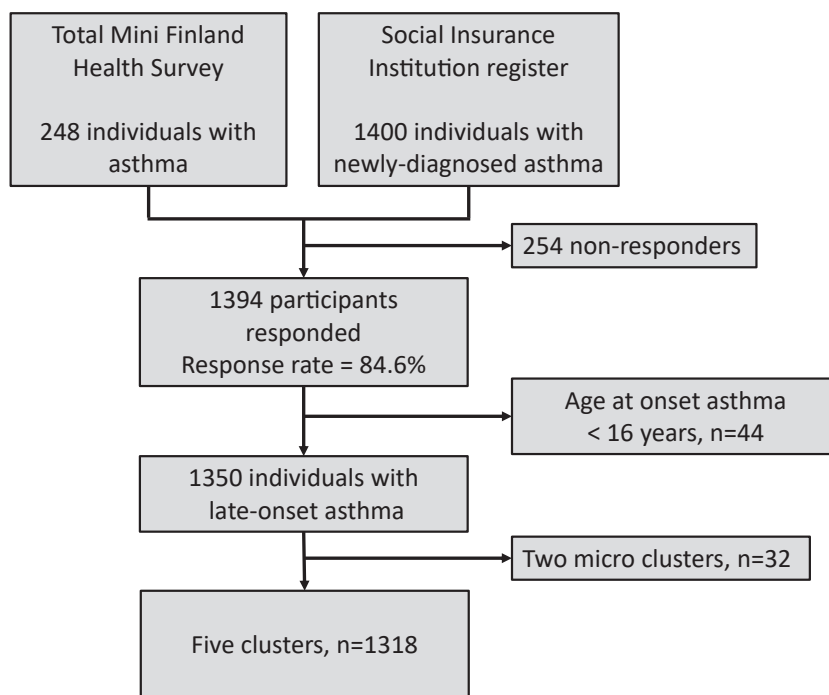 Total Mini Finland
Health Survey
248 individuals with
asthma
Social Insurance
Institution register
1400 individuals with
newly-diagnosed asthma
254 non-responders
1394 participants
responded
Response rate = 84.6%
Age at onset asthma
< 16 years, n=44
1350 individuals with
late-onset asthma
Two micro clusters, n=32
Five clusters, n=1318